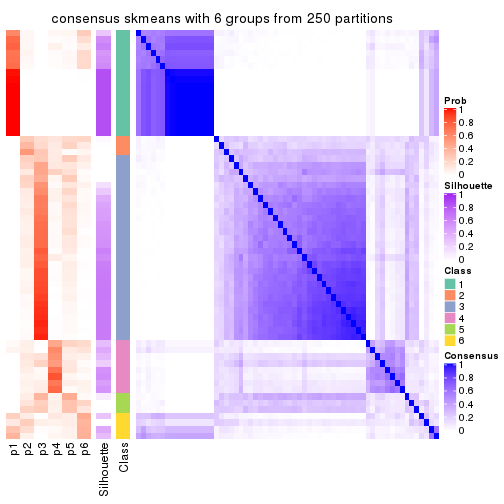 consensus skmeans with 6 groups from 250 partitions
Prob
1
0.8
0.6
0.4
0.2
0
Silhouette
1
0.8
0.6
0.4
0.2
0
Class
1
2
3
4
5
6
Consensus
1
0.8
0.6
0.4
0.2
0
p1
p2
p3
p4
p5
p6
Silhouette
Class